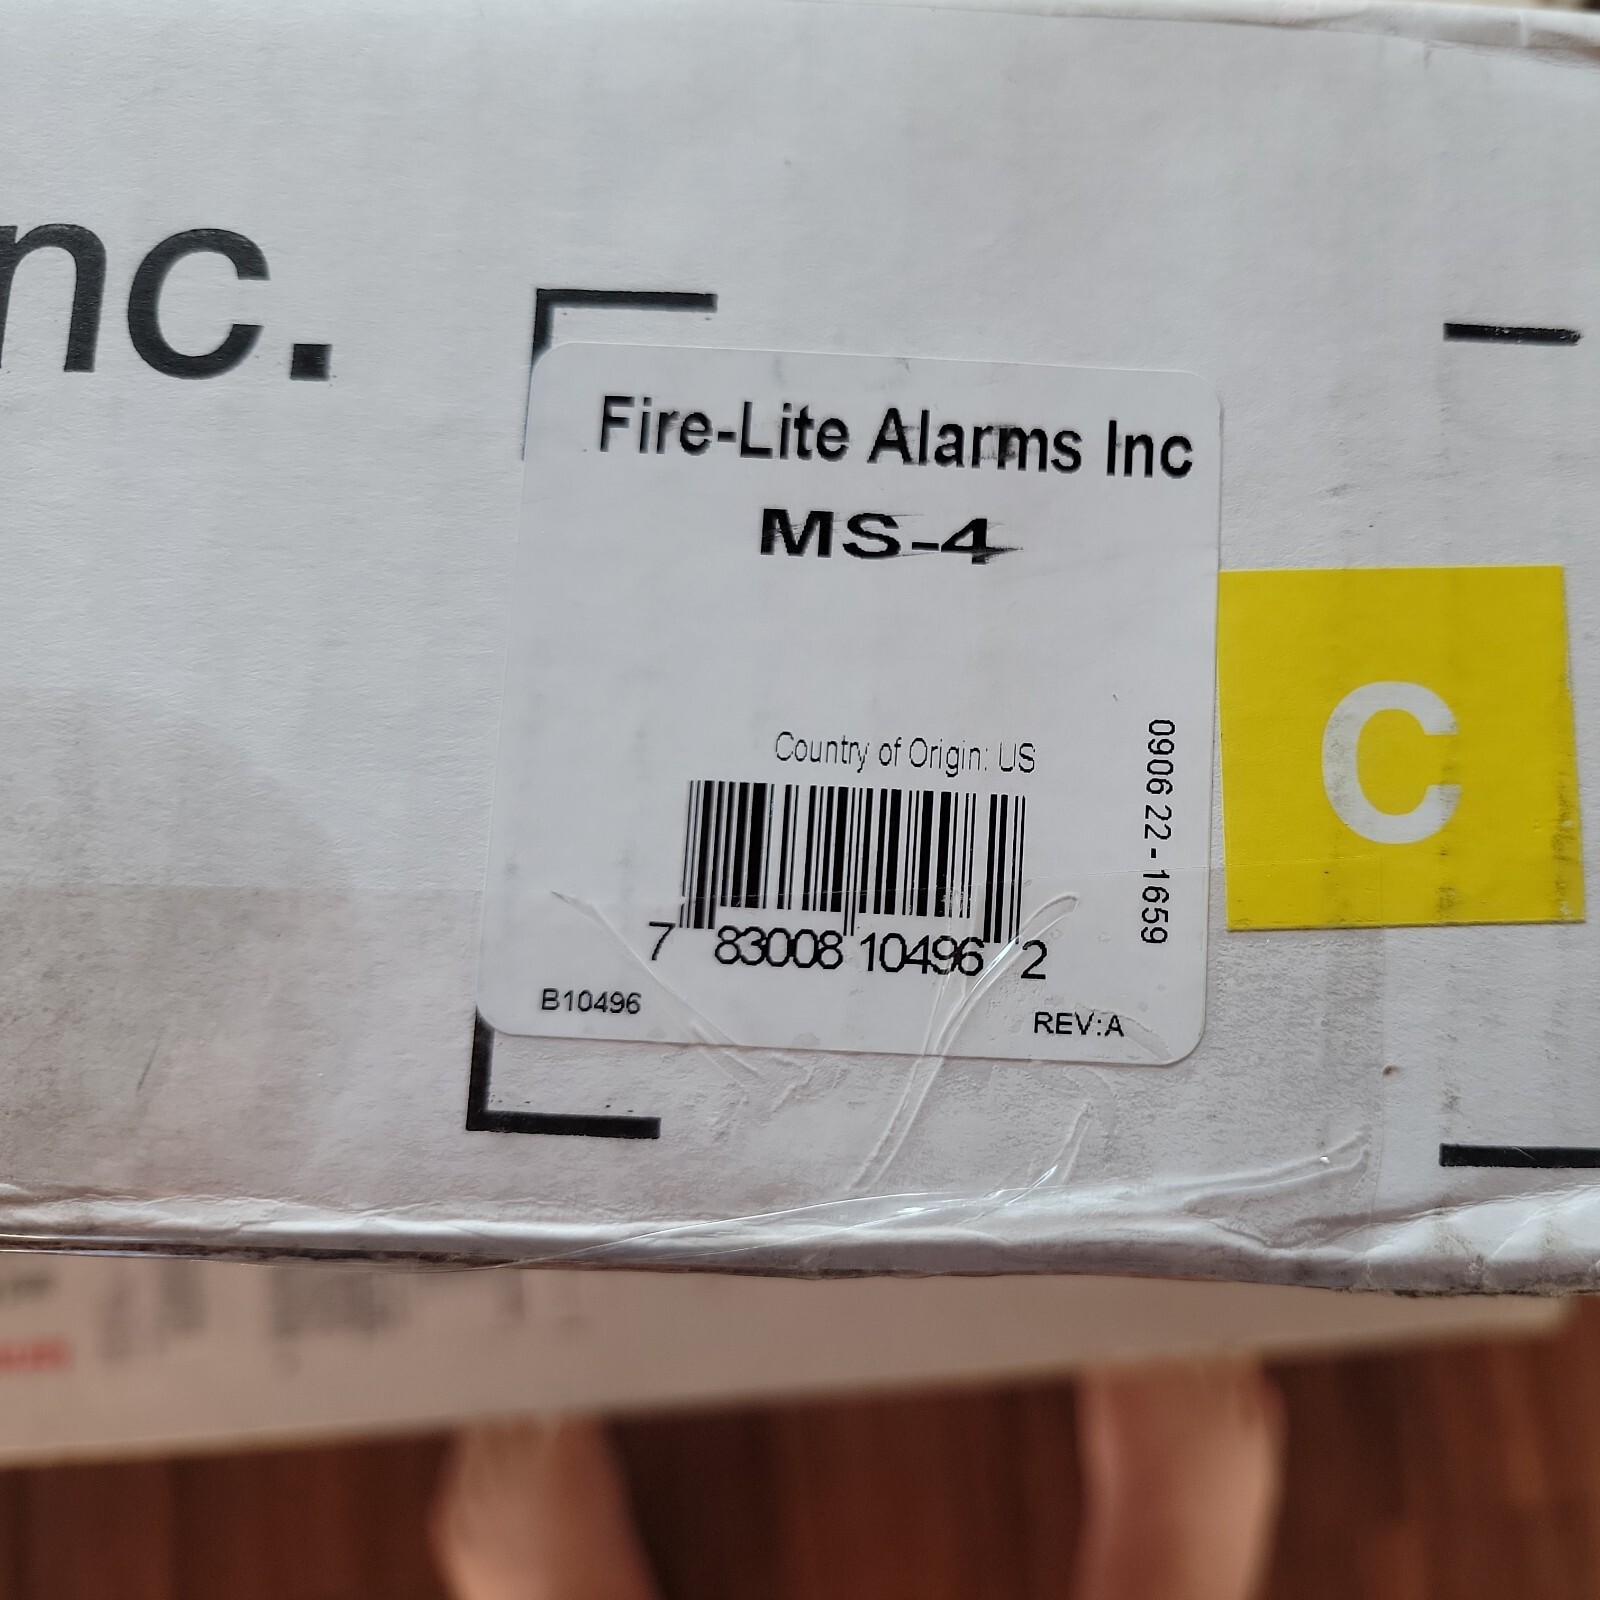 nc.
Fire-Lite Alarms Inc
MS-4
C
Country of Origin: US
0906 22 - 1659
7 83008 10496 2
B10496
REV:A